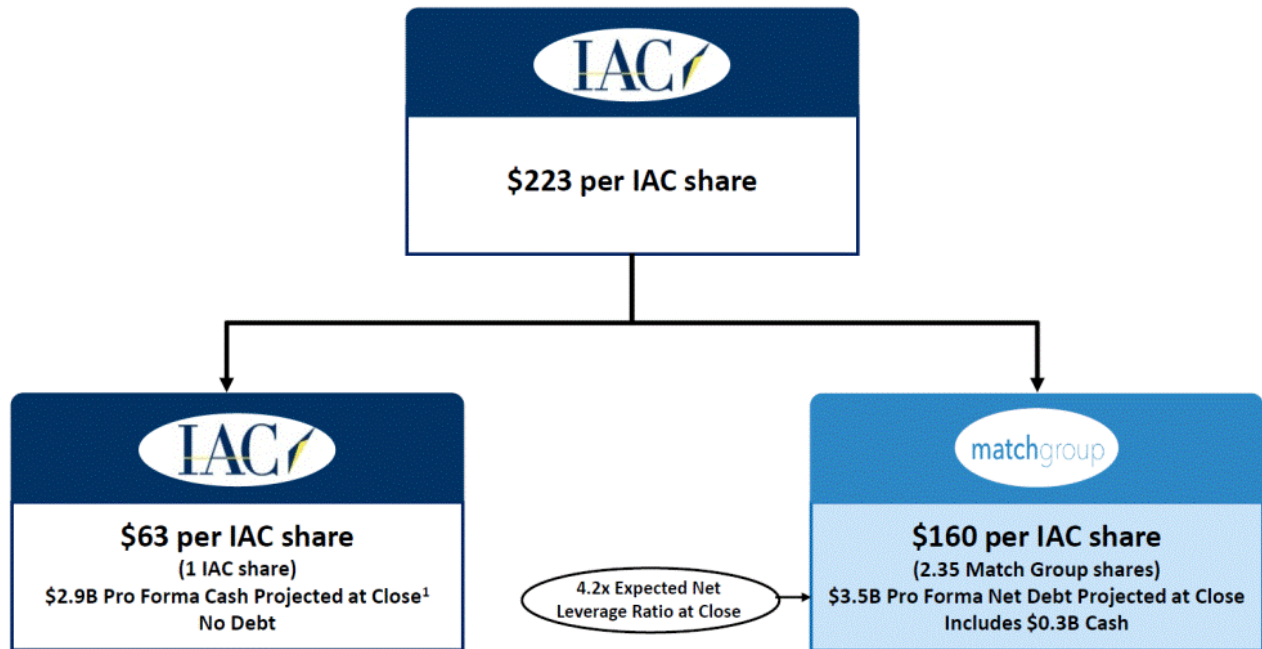 IAC
$223 per IAC share
IAC
$63 per IAC share
(1 IAC share)
$2.9B Pro Forma Cash Projected at Close¹
No Debt
4.2x Expected Net
Leverage Ratio at Close
matchgroup
$160 per IAC share
(2.35 Match Group shares)
$3.5B Pro Forma Net Debt Projected at Close
Includes $0.3B Cash